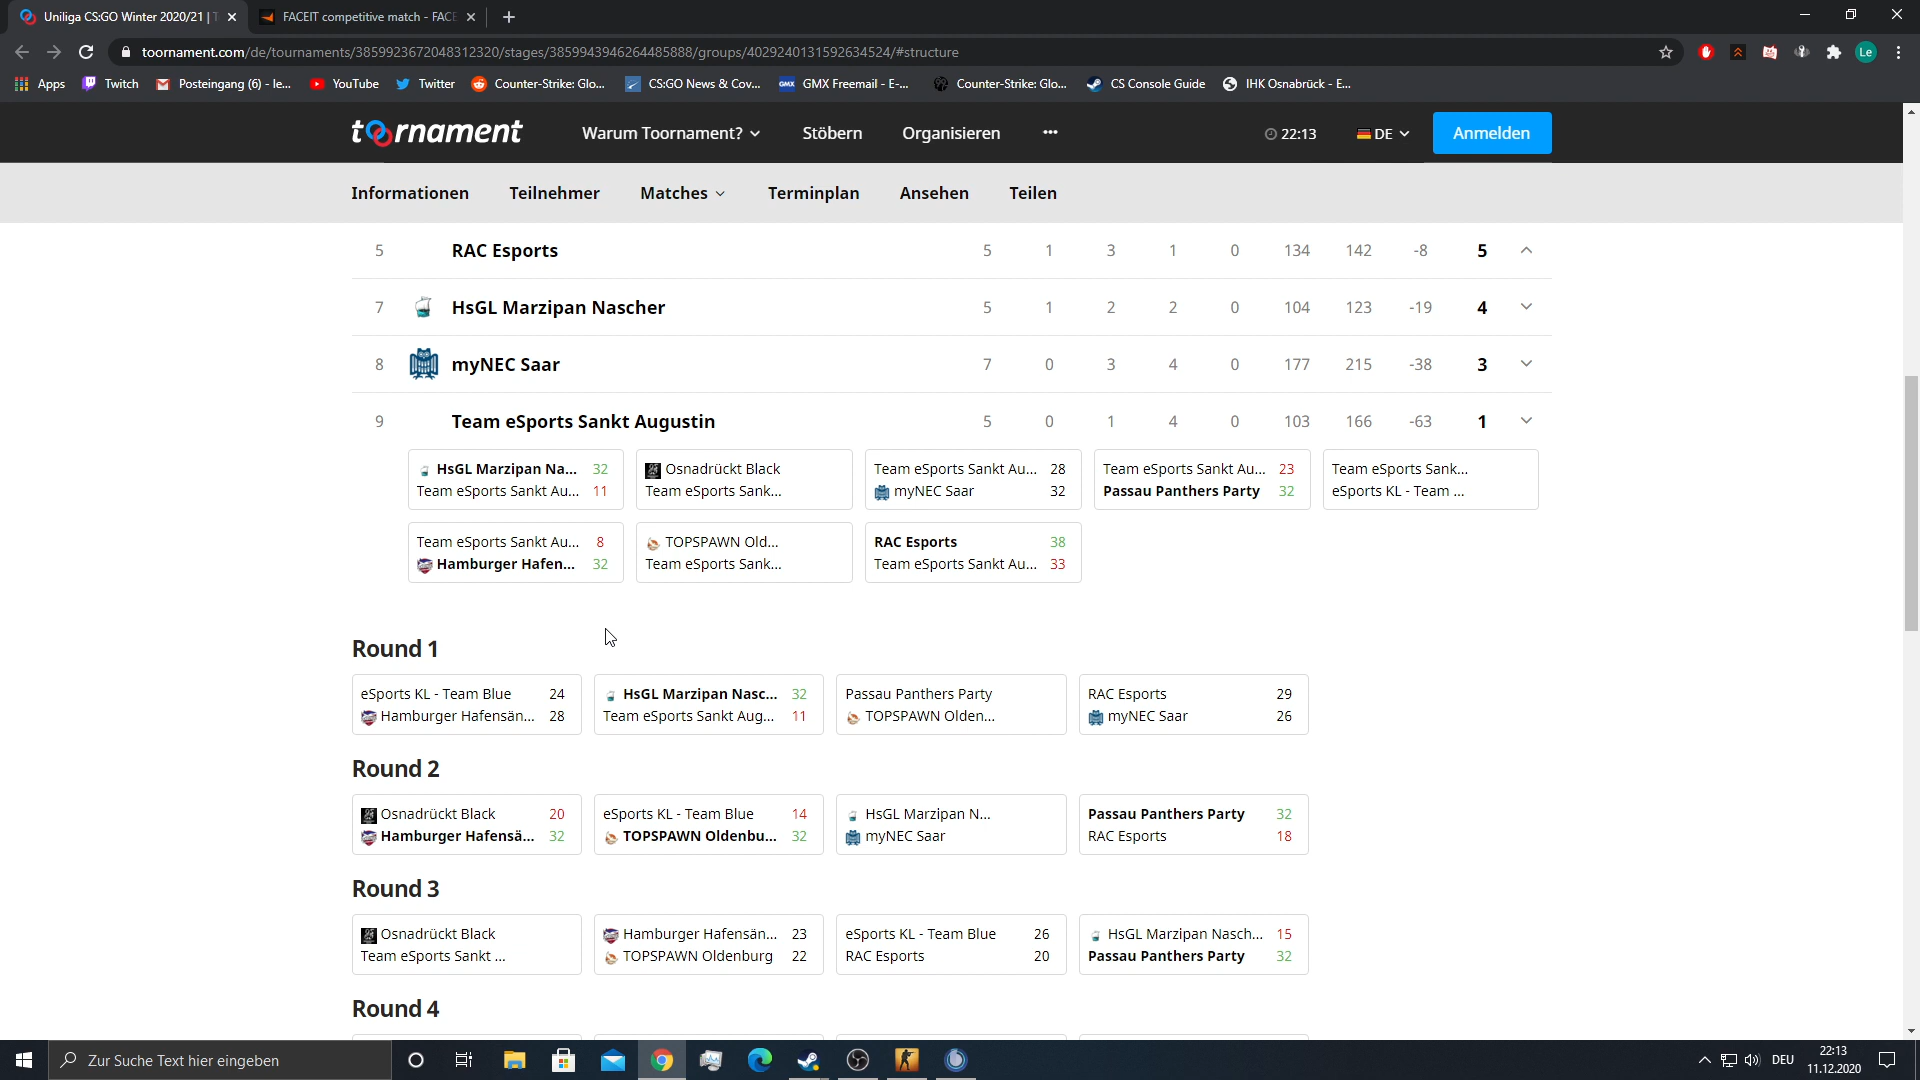 Uniliga CS:GO Winter 2020/21 | T
FACEIT competitive match - FACE
toornament.com/de/tournaments/3859923672048312320/stages/3859943946264485888/groups/4029240131592634524/#structure
Le
Apps
Twitch
Posteingang (6) - le...
YouTube
Twitter
Counter-Strike: Glo...
CS:GO News & Cov...
GMX Freemail - E-...
Counter-Strike: Glo...
CS Console Guide
IHK Osnabrück - E...
toornament
Warum Toornament?
Stöbern
Organisieren
•••
22:13
DE
Anmelden
Informationen
Teilnehmer
Matches
Terminplan
Ansehen
Teilen
5 RAC Esports 5 1 3 1 0 134 142 -8 5
7 HsGL Marzipan Nascher 5 1 2 2 0 104 123 -19 4
8 myNEC Saar 7 0 3 4 0 177 215 -38 3
9 Team eSports Sankt Augustin 5 0 1 4 0 103 166 -63 1
HsGL Marzipan Na... 32
Team eSports Sankt Au... 11
Osnadrückt Black
Team eSports Sank...
Team eSports Sankt Au... 28
myNEC Saar 32
Team eSports Sankt Au... 23
Passau Panthers Party 32
Team eSports Sank...
eSports KL - Team ...
Team eSports Sankt Au... 8
Hamburger Hafen... 32
TOPSPAWN Old...
Team eSports Sank...
RAC Esports 38
Team eSports Sankt Au... 33
Round 1
eSports KL - Team Blue 24
Hamburger Hafensän... 28
HsGL Marzipan Nasc... 32
Team eSports Sankt Aug... 11
Passau Panthers Party
TOPSPAWN Olden...
RAC Esports 29
myNEC Saar 26
Round 2
Osnadrückt Black 20
Hamburger Hafensä... 32
eSports KL - Team Blue 14
TOPSPAWN Oldenbu... 32
HsGL Marzipan N...
myNEC Saar
Passau Panthers Party 32
RAC Esports 18
Round 3
Osnadrückt Black
Team eSports Sankt ...
Hamburger Hafensän... 23
TOPSPAWN Oldenburg 22
eSports KL - Team Blue 26
RAC Esports 20
HsGL Marzipan Nasch... 15
Passau Panthers Party 32
Round 4
Zur Suche Text hier eingeben
DEU
22:13
11.12.2020